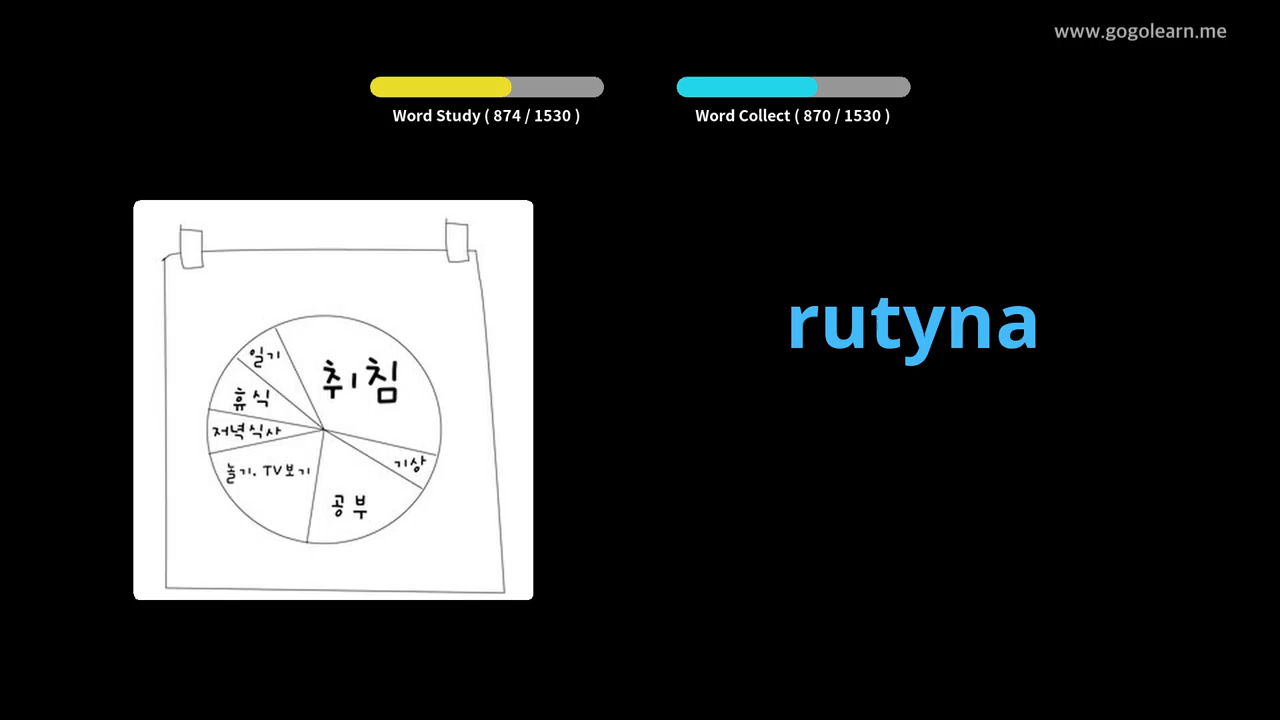 www.gogolearn.me
Word Study ( 874 / 1530 )
Word Collect ( 870 / 1530 )
일기
취침
휴식
저녁식사
기상
놀기. TV보기
공부
rutyna